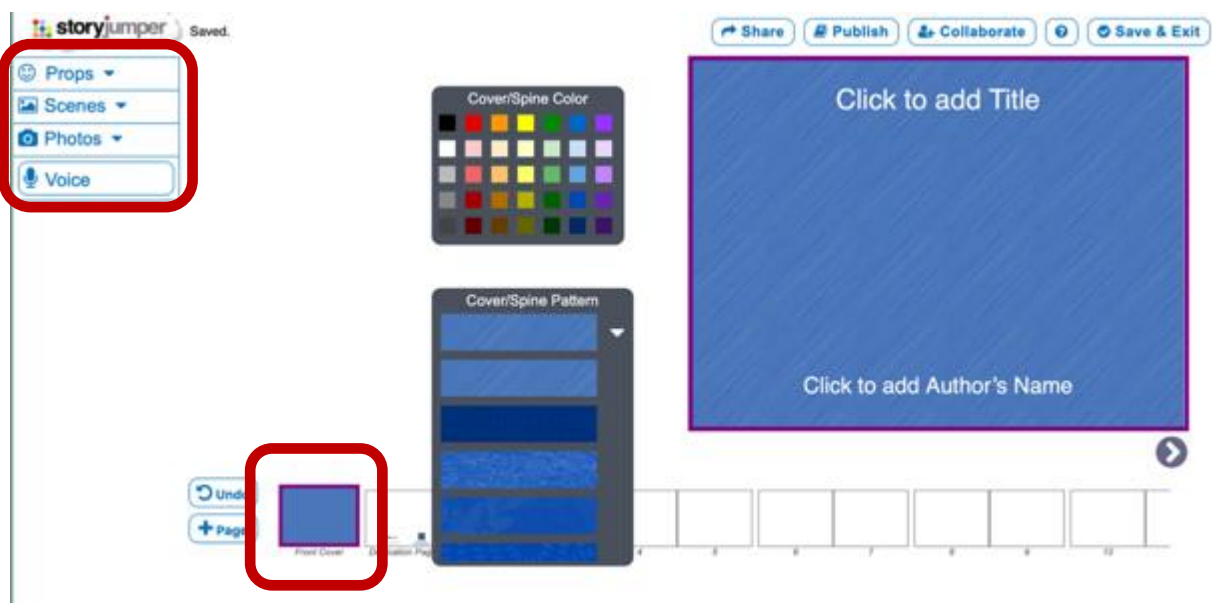 storyjumper Saved.
Share Publish Collaborate ? Save & Exit
Props
Scenes
Photos
Voice
Cover/Spine Color
Cover/Spine Pattern
Click to add Title
Click to add Author's Name
Undo
+ Page
Front Cover
4 5 6 7 8 9